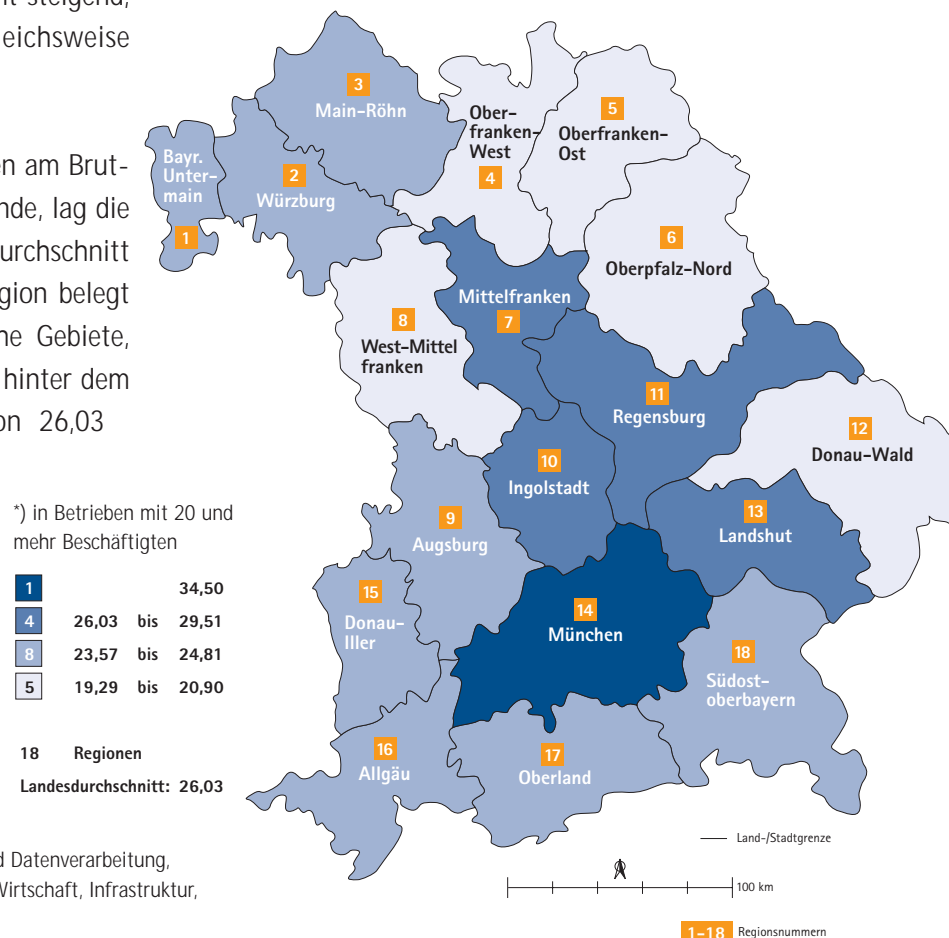 steigend,
eichsweise
en am Brut-
nde, lag die
urchschnitt
gion belegt
ne Gebiete,
hinter dem
on 26,03
*) in Betrieben mit 20 und
mehr Beschäftigten
1 34,50
4 26,03 bis 29,51
8 23,57 bis 24,81
5 19,29 bis 20,90
18 Regionen
Landesdurchschnitt: 26,03
d Datenverarbeitung,
Wirtschaft, Infrastruktur,
3
Main-Röhn
Ober-
franken-
West
4
5
Oberfranken-
Ost
Bayr.
Unter-
main
1
2
Würzburg
6
Oberpfalz-Nord
Mittelfranken
7
8
West-Mittel
franken
11
Regensburg
12
Donau-Wald
10
Ingolstadt
13
Landshut
9
Augsburg
15
Donau-
Iller
14
München
18
Südost-
oberbayern
16
Allgäu
17
Oberland
Land-/Stadtgrenze
100 km
1-18 Regionsnummern